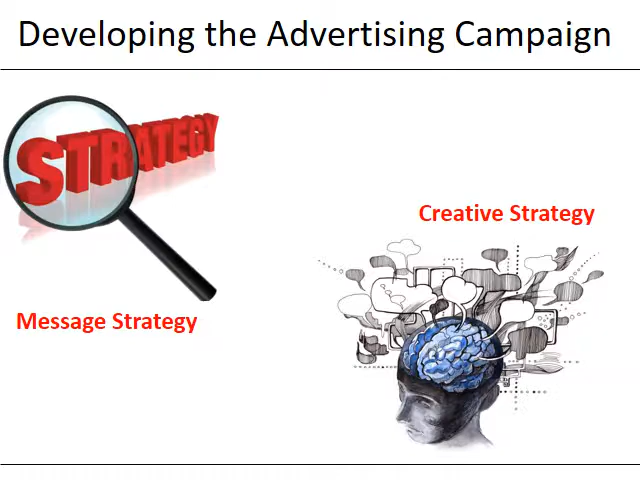 Developing the Advertising Campaign
STRATEGY
Creative Strategy
Message Strategy